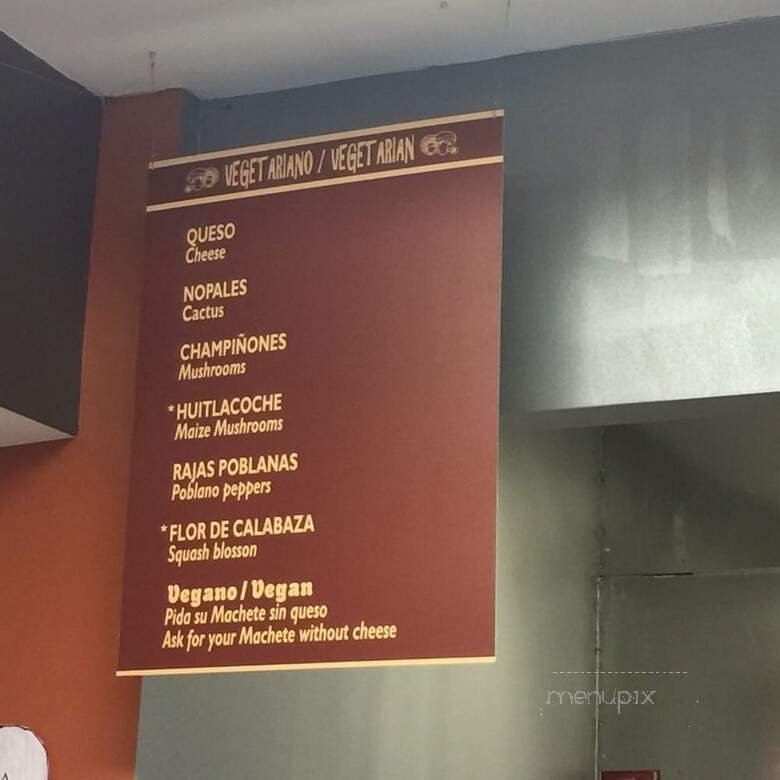 VEGETARIANO / VEGETARIAN
QUESO
Cheese
NOPALES
Cactus
CHAMPIÑONES
Mushrooms
*HUITLACOCHE
Maize Mushrooms
RAJAS POBLANAS
Poblano peppers
*FLOR DE CALABAZA
Squash blosson
Vegano / Vegan
Pida su Machete sin queso
Ask for your Machete without cheese
menupix
A